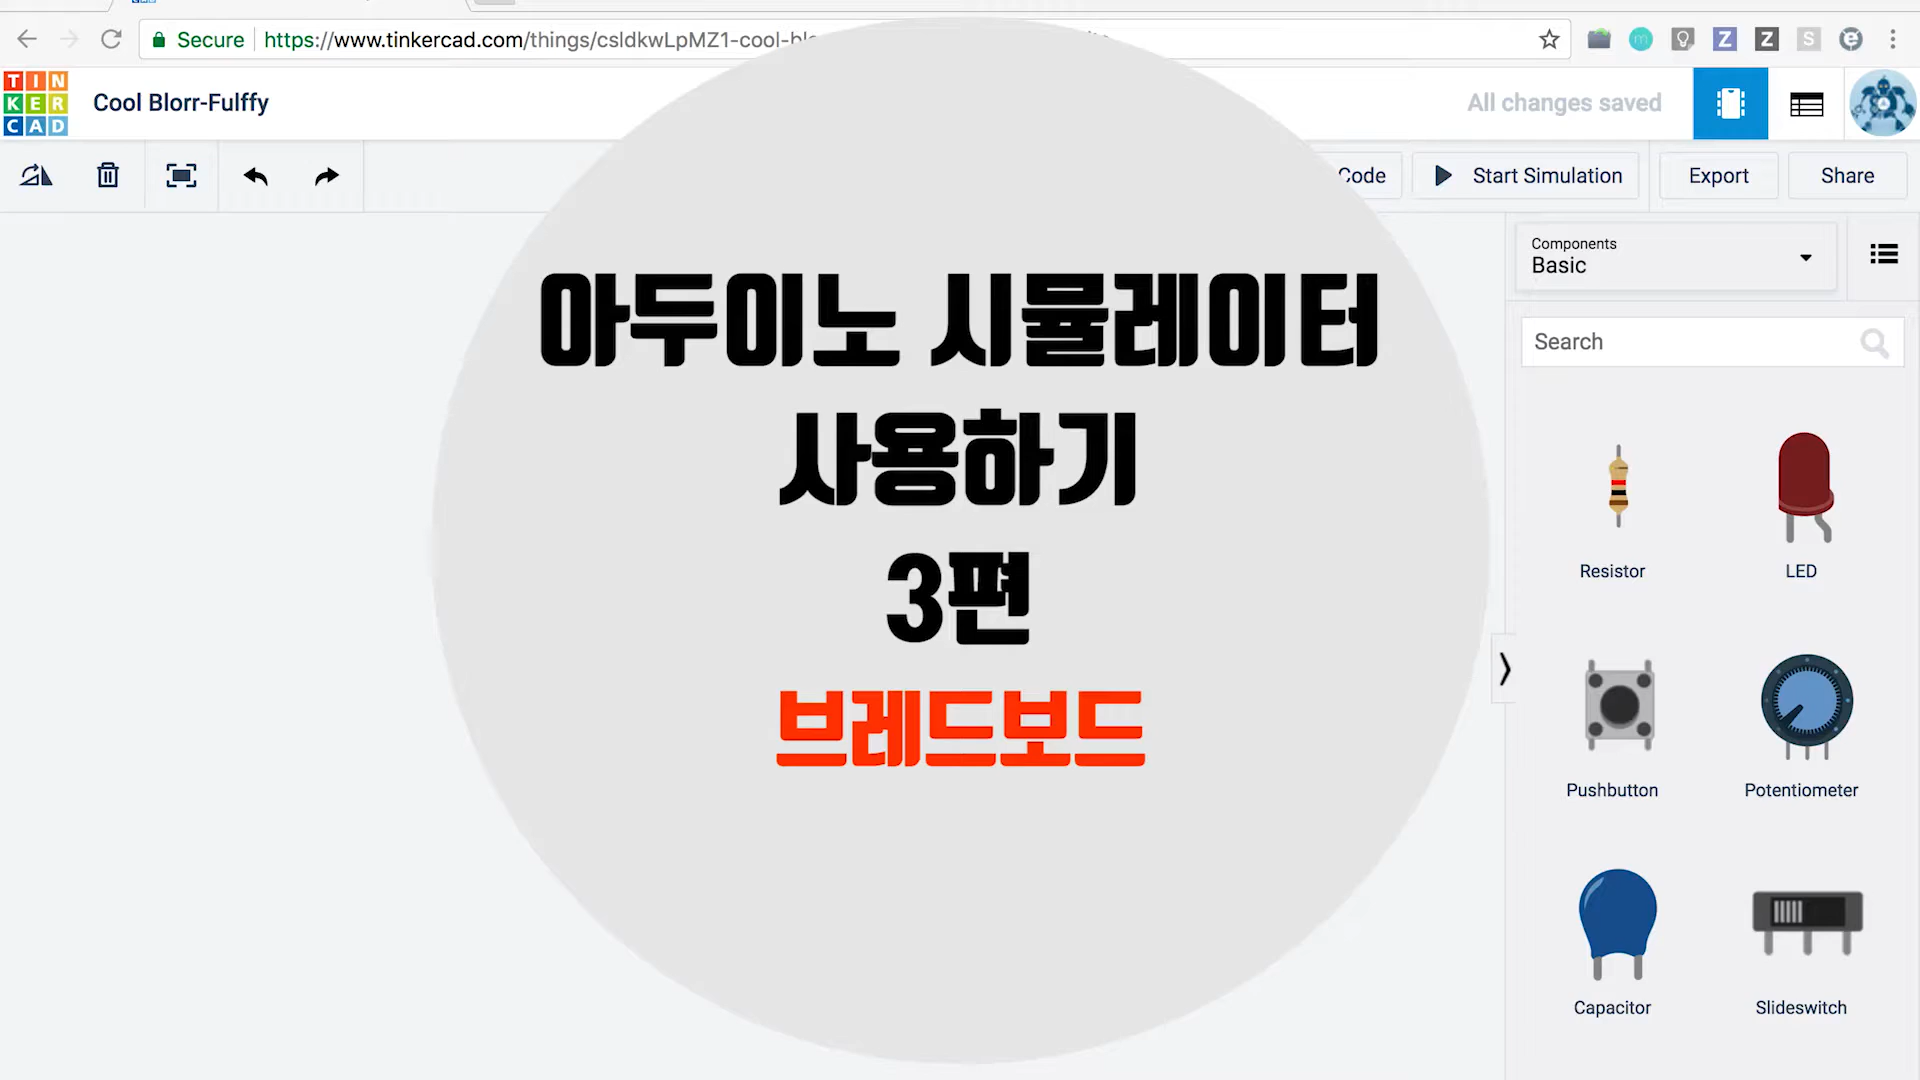 Secure
https://www.tinkercad.com/things/csldkwLpMZ1-cool-bl
TIN
KER
CAD
Cool Blorr-Fulffy
All changes saved
Code
Start Simulation
Export
Share
아두이노 시뮬레이터
사용하기
3편
브레드보드
Components
Basic
Search
Resistor
LED
Pushbutton
Potentiometer
Capacitor
Slideswitch